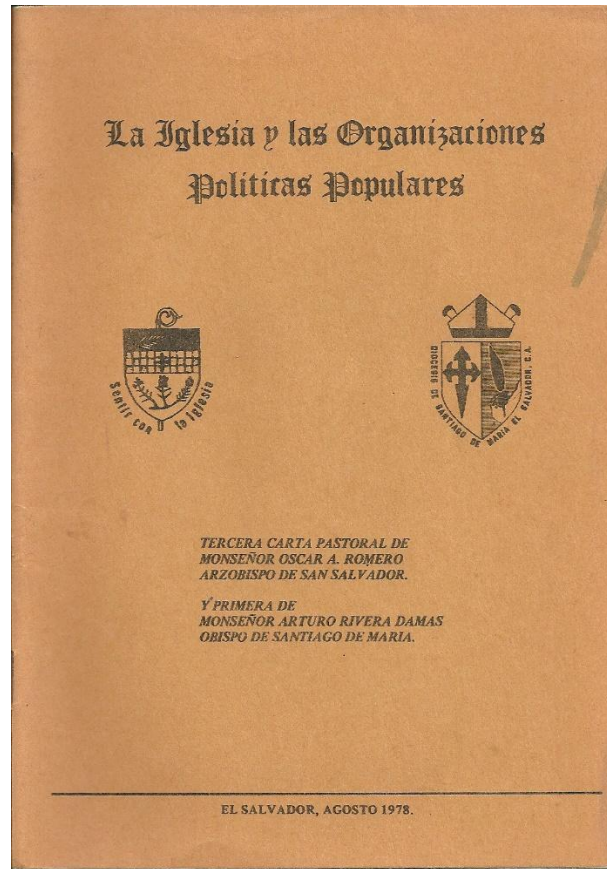 La Iglesia y las Organizaciones
Politicas Populares
Sentir con la iglesia
DIOCESIS DE SANTIAGO DE MARIA EL SALVADOR, C.A.
TERCERA CARTA PASTORAL DE
MONSEÑOR OSCAR A. ROMERO
ARZOBISPO DE SAN SALVADOR.
Y PRIMERA DE
MONSEÑOR ARTURO RIVERA DAMAS
OBISPO DE SANTIAGO DE MARIA.
EL SALVADOR, AGOSTO 1978.